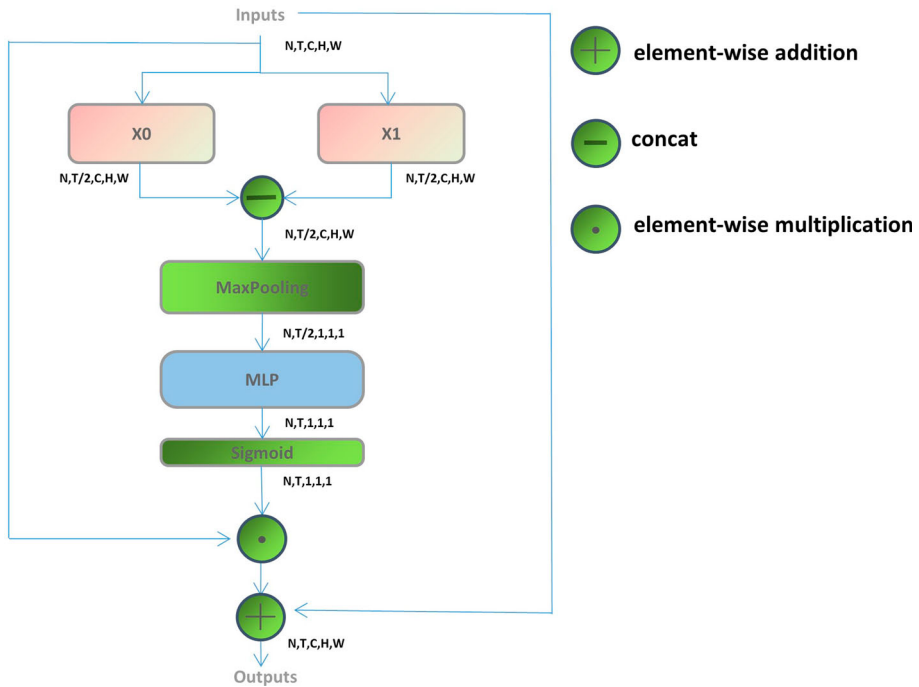 Inputs
N,T,C,H,W
X0
X1
N,T/2,C,H,W
N,T/2,C,H,W
N,T/2,C,H,W
MaxPooling
N,T/2,1,1,1
MLP
N,T,1,1,1
Sigmoid
N,T,1,1,1
N,T,C,H,W
Outputs
element-wise addition
concat
element-wise multiplication